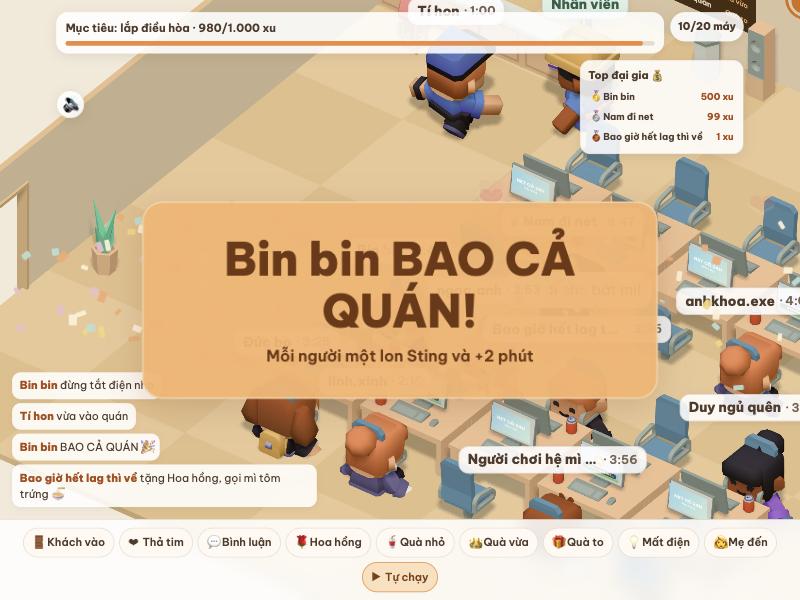 Tí hon · 1:00
Nhân viên
Mục tiêu: lắp điều hòa · 980/1.000 xu
10/20 máy
Top đại gia 💰
🥇 Bin bin 500 xu
🥈 Nam đi net 99 xu
🥉 Bao giờ hết lag thì về 1 xu
Bin bin BAO CẢ
QUÁN!
Mỗi người một lon Sting và +2 phút
anhkhoa.exe · 4:0
Bin bin đừng tắt điện nh
Tí hon vừa vào quán
Bin bin BAO CẢ QUÁN 🎉
Duy ngủ quên · 3
Người chơi hệ mì ... · 3:56
Bao giờ hết lag thì về tặng Hoa hồng, gọi mì tôm
trứng 🍜
🚪 Khách vào
❤ Thả tim
💬 Bình luận
🌹 Hoa hồng
🥤 Quà nhỏ
👑 Quà vừa
🎁 Quà to
💡 Mất điện
👩 Mẹ đến
▶ Tự chạy